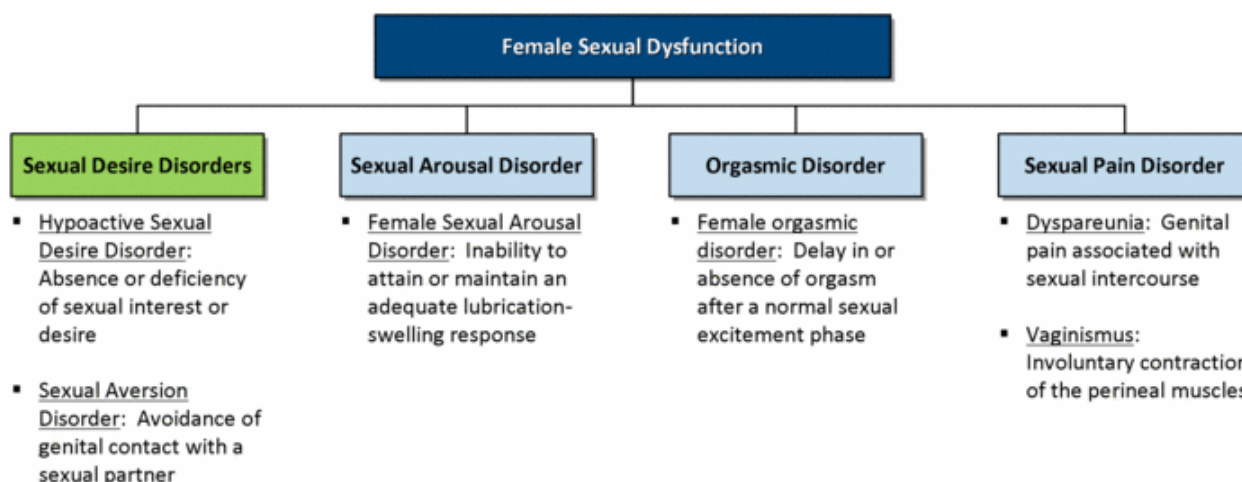 Female Sexual Dysfunction
Sexual Desire Disorders
▪ Hypoactive Sexual
Desire Disorder:
Absence or deficiency
of sexual interest or
desire
▪ Sexual Aversion
Disorder: Avoidance of
genital contact with a
sexual partner
Sexual Arousal Disorder
▪ Female Sexual Arousal
Disorder: Inability to
attain or maintain an
adequate lubrication-
swelling response
Orgasmic Disorder
▪ Female orgasmic
disorder: Delay in or
absence of orgasm
after a normal sexual
excitement phase
Sexual Pain Disorder
▪ Dyspareunia: Genital
pain associated with
sexual intercourse
▪ Vaginismus:
Involuntary contraction
of the perineal muscles